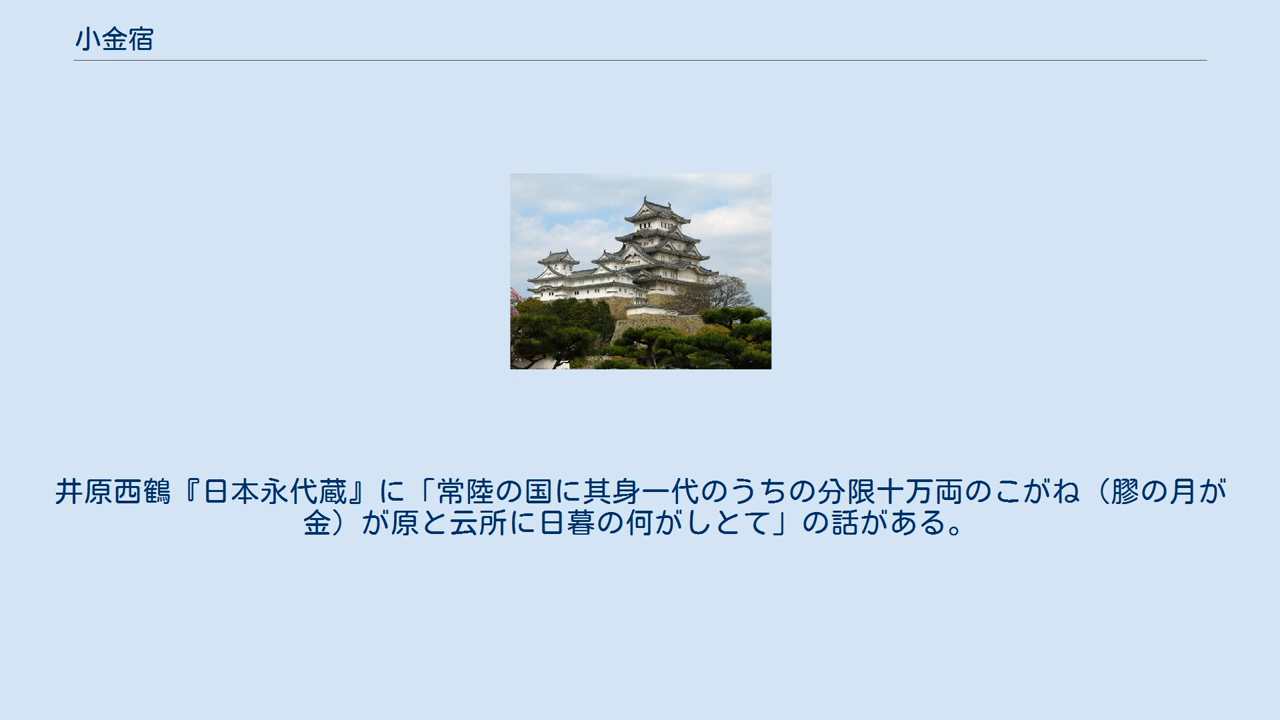 小金宿
井原西鶴『日本永代蔵』に「常陸の国に其身一代のうちの分限十万両のこがね（膠の月が
金）が原と云所に日暮の何がしとて」の話がある。